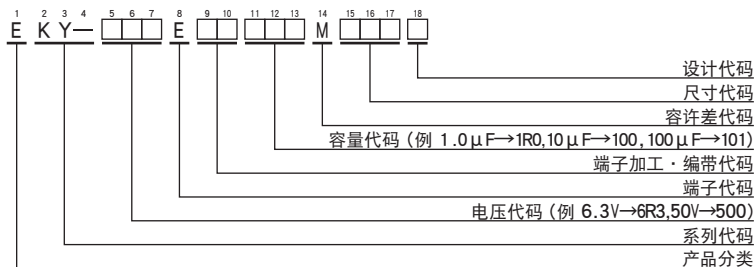 1 2 3 4 5 6 7 8 9 10 11 12 13 14 15 16 17 18
E K Y— □□□ E □□ □□□ M □□□ □
设计代码
尺寸代码
容许差代码
容量代码 (例 1.0μF→1R0,10μF→100,100μF→101)
端子加工・编带代码
端子代码
电压代码 (例 6.3V→6R3,50V→500)
系列代码
产品分类